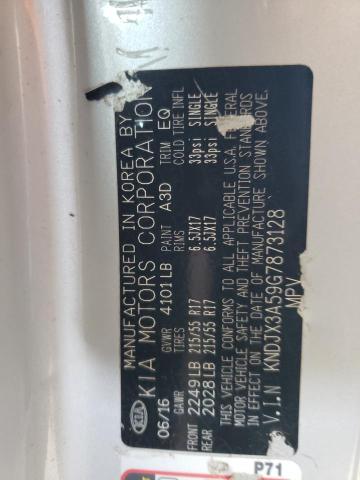 MANUFACTURED IN KOREA BY
KIA MOTORS CORPORATION
KIA
06/16 GVWR 4101LB PAINT A3D TRIM EQ
GAWR TIRES RIMS COLD TIRE INFL
FRONT 2249LB 215/55 R17 6.5JX17 33psi SINGLE
REAR 2028LB 215/55 R17 6.5JX17 33psi SINGLE
THIS VEHICLE CONFORMS TO ALL APPLICABLE U.S.A. FEDERAL
MOTOR VEHICLE SAFETY AND THEFT PREVENTION STANDARDS
IN EFFECT ON THE DATE OF MANUFACTURE SHOWN ABOVE.
V.I.N KNDJX3A59G7873128
MPV
P71